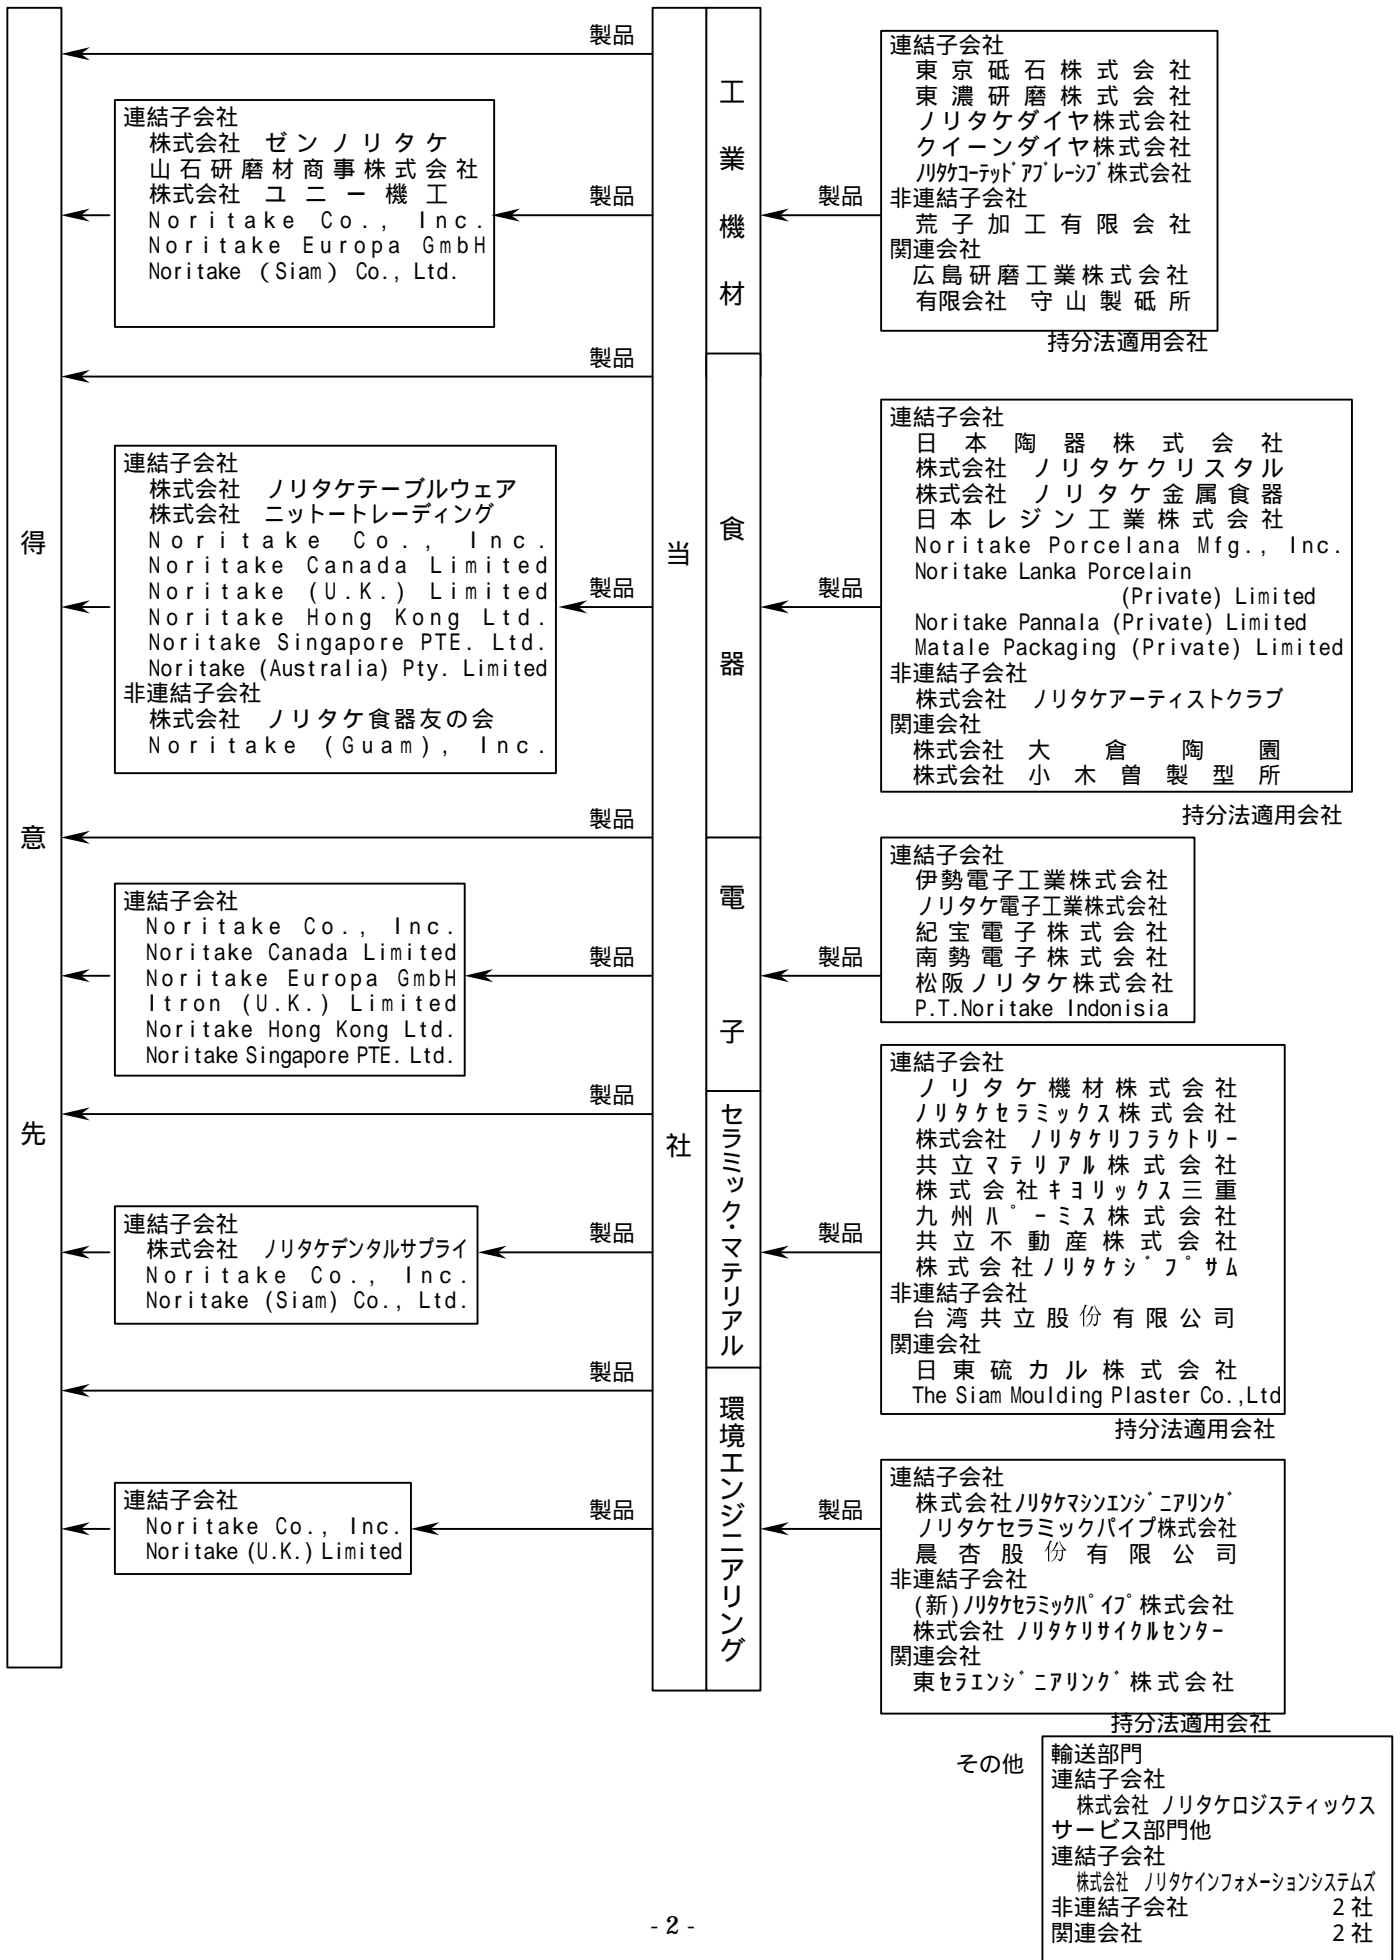 得意先
当社
工業機材
製品
連結子会社
株式会社 ゼンノリタケ
山石研磨材商事株式会社
株式会社 ユニー機工
Noritake Co., Inc.
Noritake Europa GmbH
Noritake (Siam) Co., Ltd.
製品
製品
連結子会社
東京砥石株式会社
東濃研磨株式会社
ノリタケダイヤ株式会社
クイーンダイヤ株式会社
ﾉﾘﾀｹｺｰﾃｯﾄﾞｱﾌﾞﾚｰｼﾌﾞ株式会社
非連結子会社
荒子加工有限会社
関連会社
広島研磨工業株式会社
有限会社 守山製砥所
持分法適用会社
食器
製品
連結子会社
株式会社 ノリタケテーブルウェア
株式会社 ニットートレーディング
Noritake Co., Inc.
Noritake Canada Limited
Noritake (U.K.) Limited
Noritake Hong Kong Ltd.
Noritake Singapore PTE. Ltd.
Noritake (Australia) Pty. Limited
非連結子会社
株式会社 ノリタケ食器友の会
Noritake (Guam), Inc.
製品
製品
連結子会社
日本陶器株式会社
株式会社 ノリタケクリスタル
株式会社 ノリタケ金属食器
日本レジン工業株式会社
Noritake Porcelana Mfg., Inc.
Noritake Lanka Porcelain
(Private) Limited
Noritake Pannala (Private) Limited
Matale Packaging (Private) Limited
非連結子会社
株式会社 ノリタケアーティストクラブ
関連会社
株式会社 大倉陶園
株式会社 小木曽製型所
持分法適用会社
電子
製品
連結子会社
Noritake Co., Inc.
Noritake Canada Limited
Noritake Europa GmbH
Itron (U.K.) Limited
Noritake Hong Kong Ltd.
Noritake Singapore PTE. Ltd.
製品
製品
連結子会社
伊勢電子工業株式会社
ノリタケ電子工業株式会社
紀宝電子株式会社
南勢電子株式会社
松阪ノリタケ株式会社
P.T.Noritake Indonisia
セラミック・マテリアル
製品
連結子会社
株式会社 ノリタケデンタルサプライ
Noritake Co., Inc.
Noritake (Siam) Co., Ltd.
製品
製品
連結子会社
ノリタケ機材株式会社
ノリタケセラミックス株式会社
株式会社 ノリタケリフラクトリー
共立マテリアル株式会社
株式会社キヨリックス三重
九州ﾊﾟｰﾐｽ株式会社
共立不動産株式会社
株式会社ﾉﾘﾀｹｼﾞﾌﾟｻﾑ
非連結子会社
台湾共立股份有限公司
関連会社
日東硫カル株式会社
The Siam Moulding Plaster Co.,Ltd
持分法適用会社
環境エンジニアリング
製品
連結子会社
Noritake Co., Inc.
Noritake (U.K.) Limited
製品
製品
連結子会社
株式会社ﾉﾘﾀｹﾏｼﾝｴﾝｼﾞﾆｱﾘﾝｸﾞ
ノリタケセラミックパイプ株式会社
晨杏股份有限公司
非連結子会社
(新)ﾉﾘﾀｹｾﾗﾐｯｸﾊﾟｲﾌﾟ株式会社
株式会社 ノリタケリサイクルセンター
関連会社
東ｾﾗｴﾝｼﾞﾆｱﾘﾝｸﾞ株式会社
持分法適用会社
その他
輸送部門
連結子会社
株式会社 ノリタケロジスティックス
サービス部門他
連結子会社
株式会社 ノリタケインフォメーションシステムズ
非連結子会社 2社
関連会社 2社
- 2 -